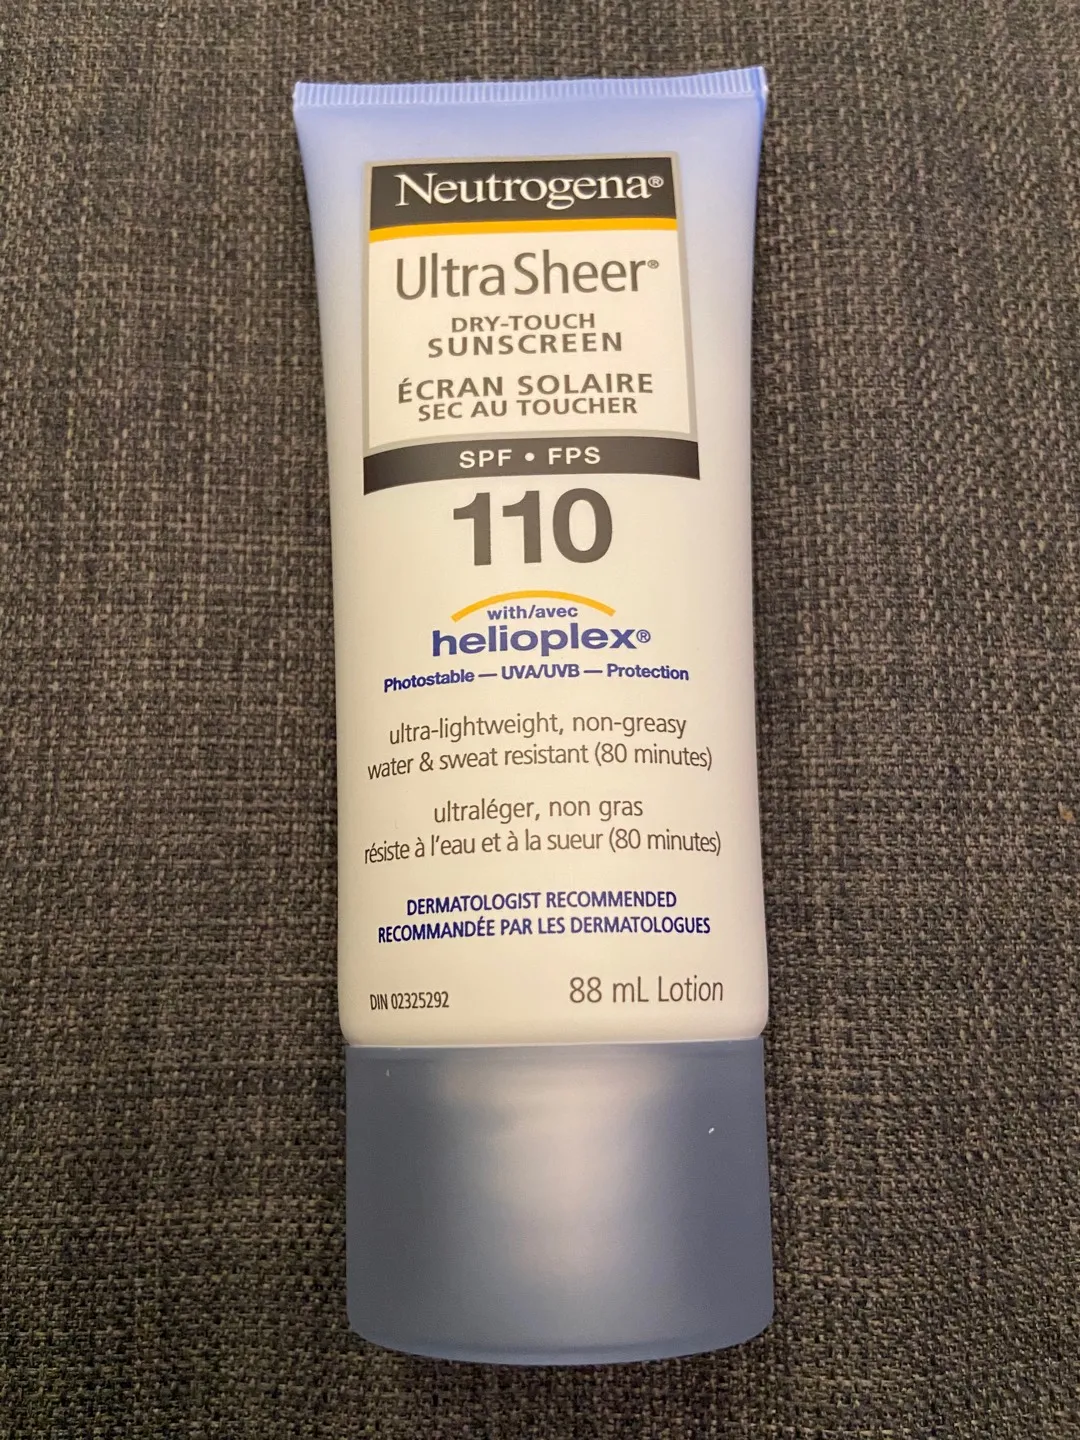 Neutrogena®
Ultra Sheer®
DRY-TOUCH
SUNSCREEN
ÉCRAN SOLAIRE
SEC AU TOUCHER
SPF • FPS
110
with/avec
helioplex®
Photostable — UVA/UVB — Protection
ultra-lightweight, non-greasy
water & sweat resistant (80 minutes)
ultraléger, non gras
résiste à l'eau et à la sueur (80 minutes)
DERMATOLOGIST RECOMMENDED
RECOMMANDÉE PAR LES DERMATOLOGUES
DIN 02325292 88 mL Lotion